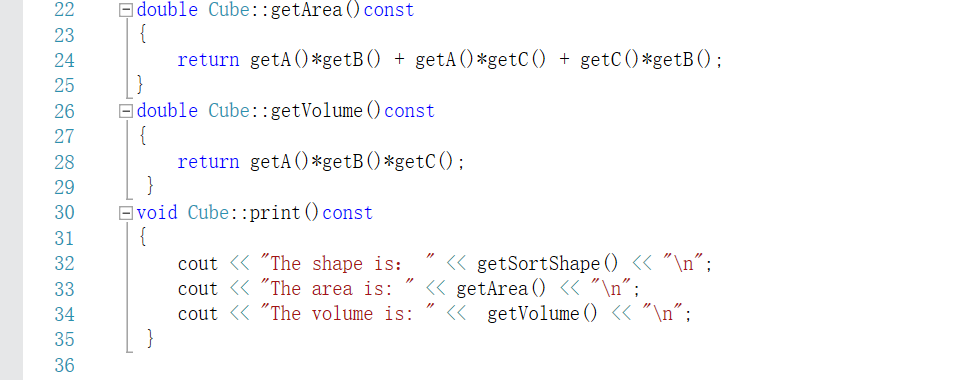 22 double Cube::getArea()const
23 {
24 return getA()*getB() + getA()*getC() + getC()*getB();
25 }
26 double Cube::getVolume()const
27 {
28 return getA()*getB()*getC();
29 }
30 void Cube::print()const
31 {
32 cout << "The shape is： " << getSortShape() << "\n";
33 cout << "The area is: " << getArea() << "\n";
34 cout << "The volume is: " <<  getVolume() << "\n";
35 }
36